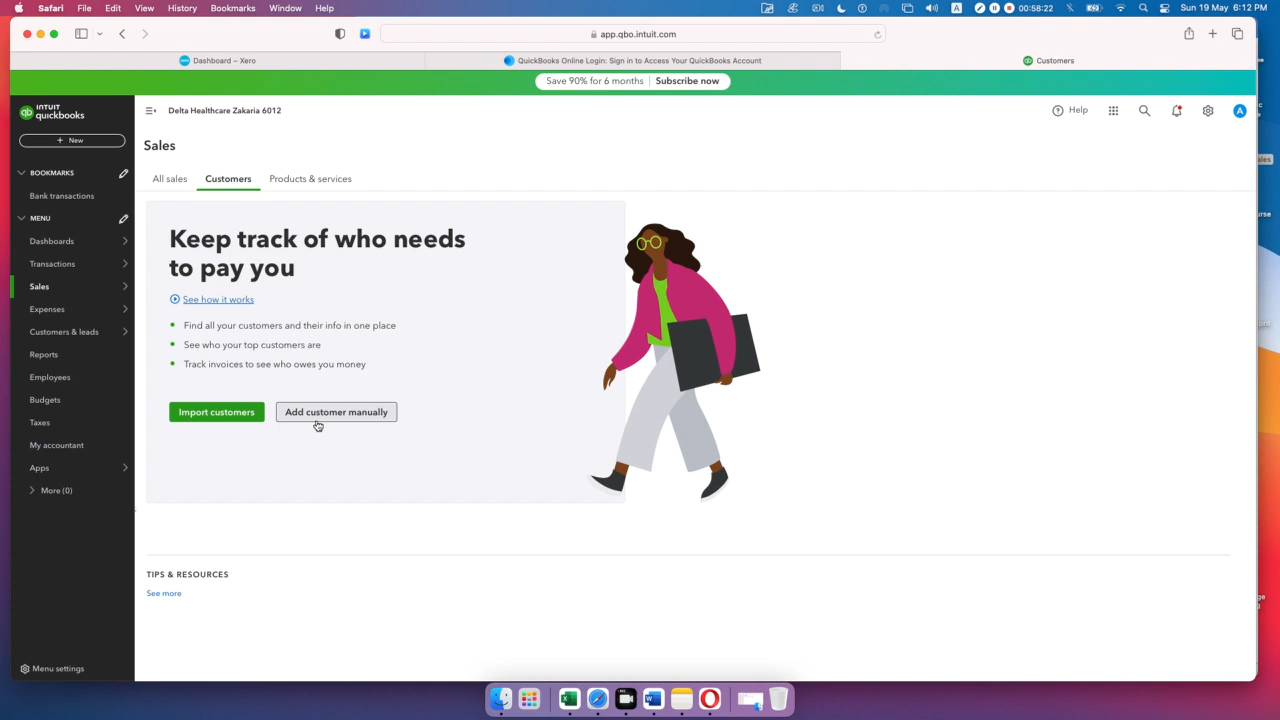 Safari File Edit View History Bookmarks Window Help
00:58:22
A
Sun 19 May 6:12 PM
app.qbo.intuit.com
Dashboard – Xero
QuickBooks Online Login: Sign in to Access Your QuickBooks Account
Customers
Save 90% for 6 months | Subscribe now
INTUIT
quickbooks
Delta Healthcare Zakaria 6012
Help
A
+ New
Sales
BOOKMARKS
Bank transactions
All sales
Customers
Products & services
MENU
Dashboards
Transactions
Sales
Expenses
Customers & leads
Reports
Employees
Budgets
Taxes
My accountant
Apps
More (0)
Menu settings
Keep track of who needs
to pay you
See how it works
Find all your customers and their info in one place
See who your top customers are
Track invoices to see who owes you money
Import customers
Add customer manually
TIPS & RESOURCES
See more